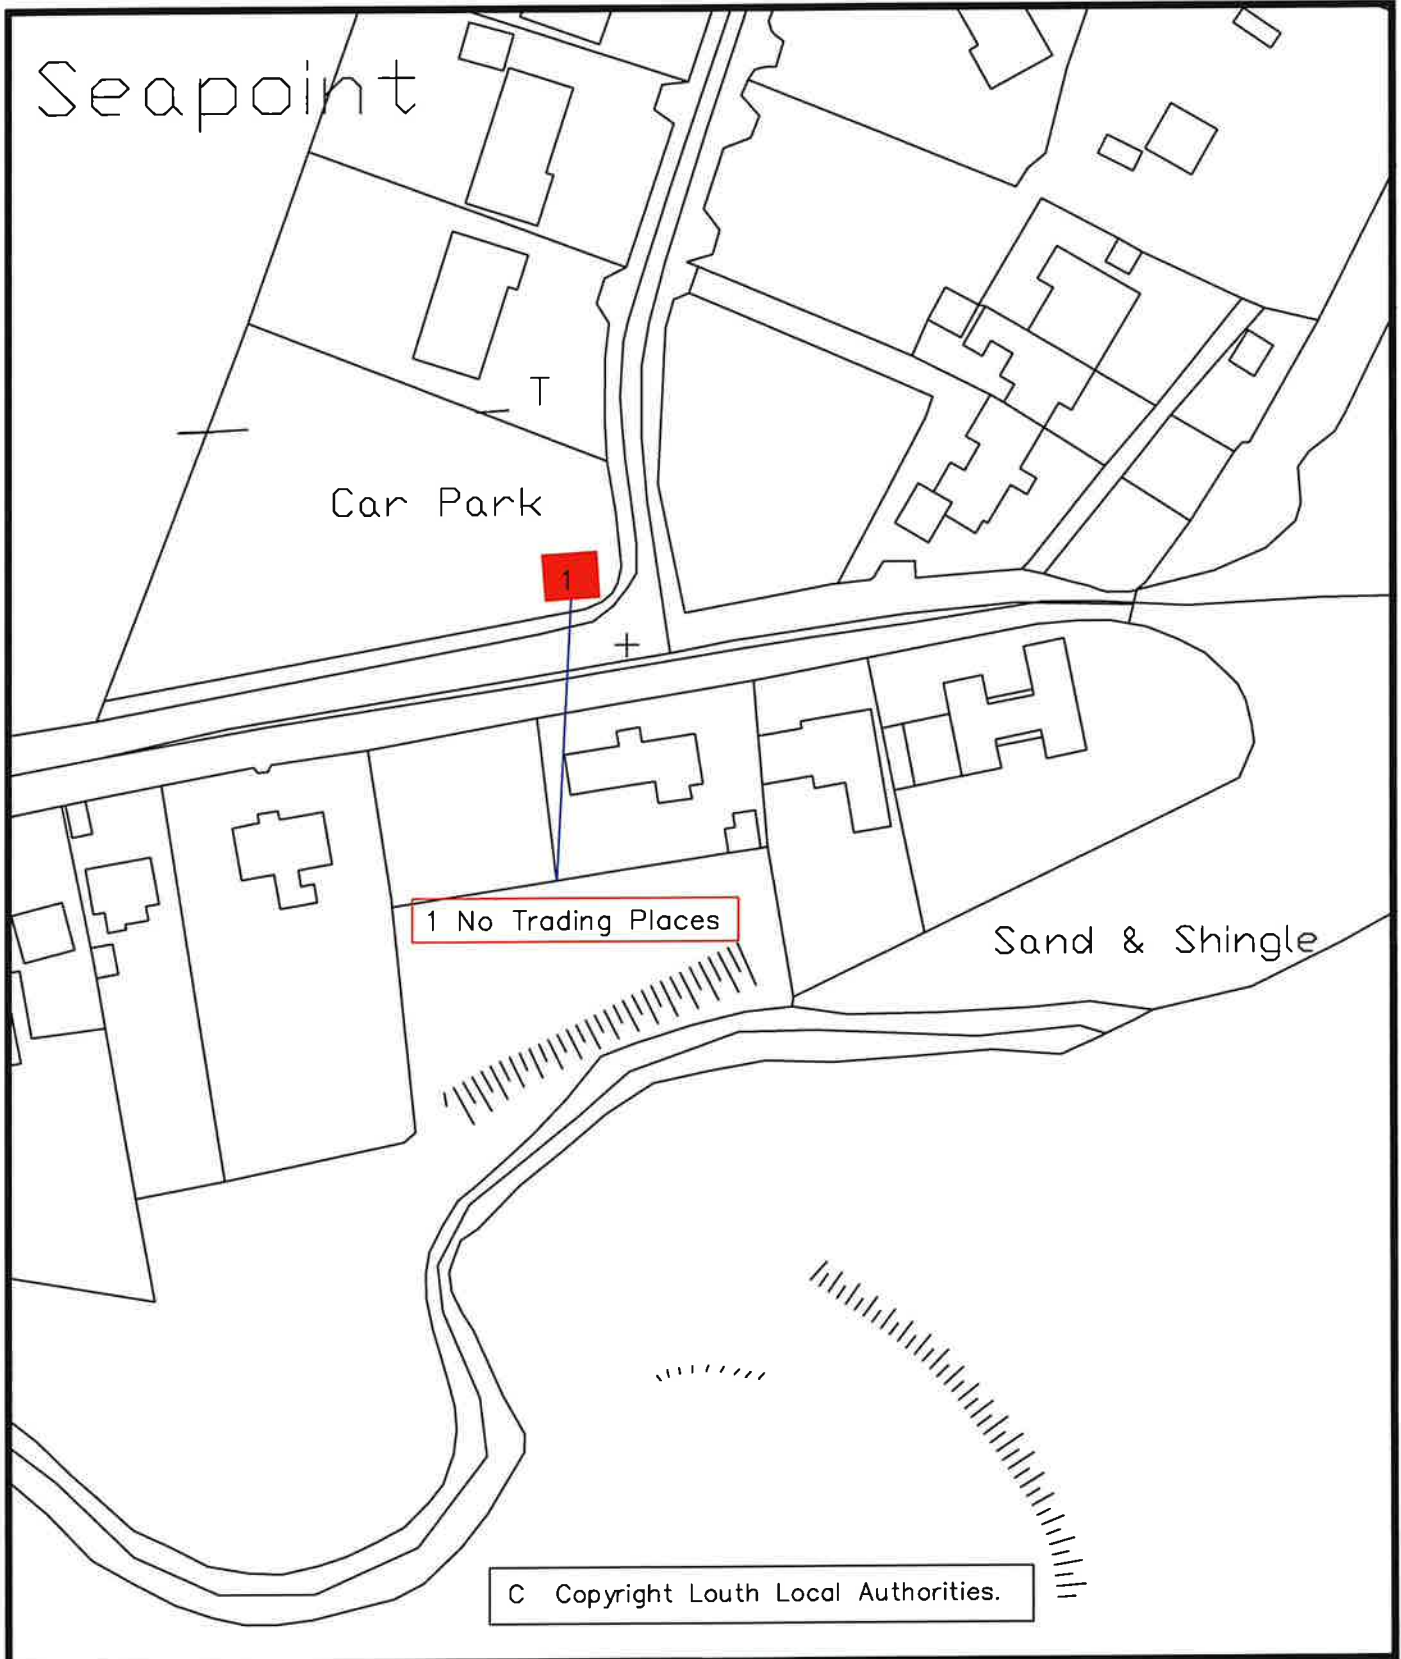 Seapoint
T
Car Park
1
1 No Trading Places
Sand & Shingle
C Copyright Louth Local Authorities.